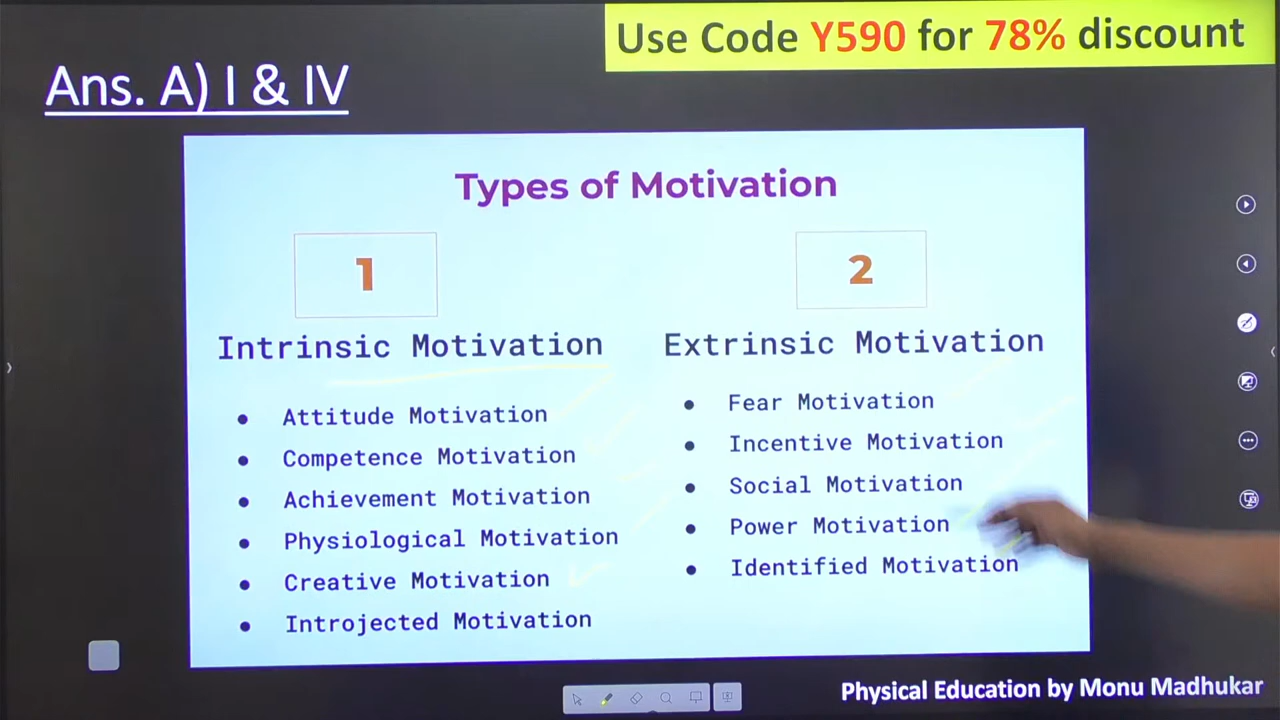 Use Code Y590 for 78% discount
Ans. A) I & IV
Types of Motivation
1
2
Intrinsic Motivation
Extrinsic Motivation
• Attitude Motivation
• Competence Motivation
• Achievement Motivation
• Physiological Motivation
• Creative Motivation
• Introjected Motivation
• Fear Motivation
• Incentive Motivation
• Social Motivation
• Power Motivation
• Identified Motivation
Physical Education by Monu Madhukar